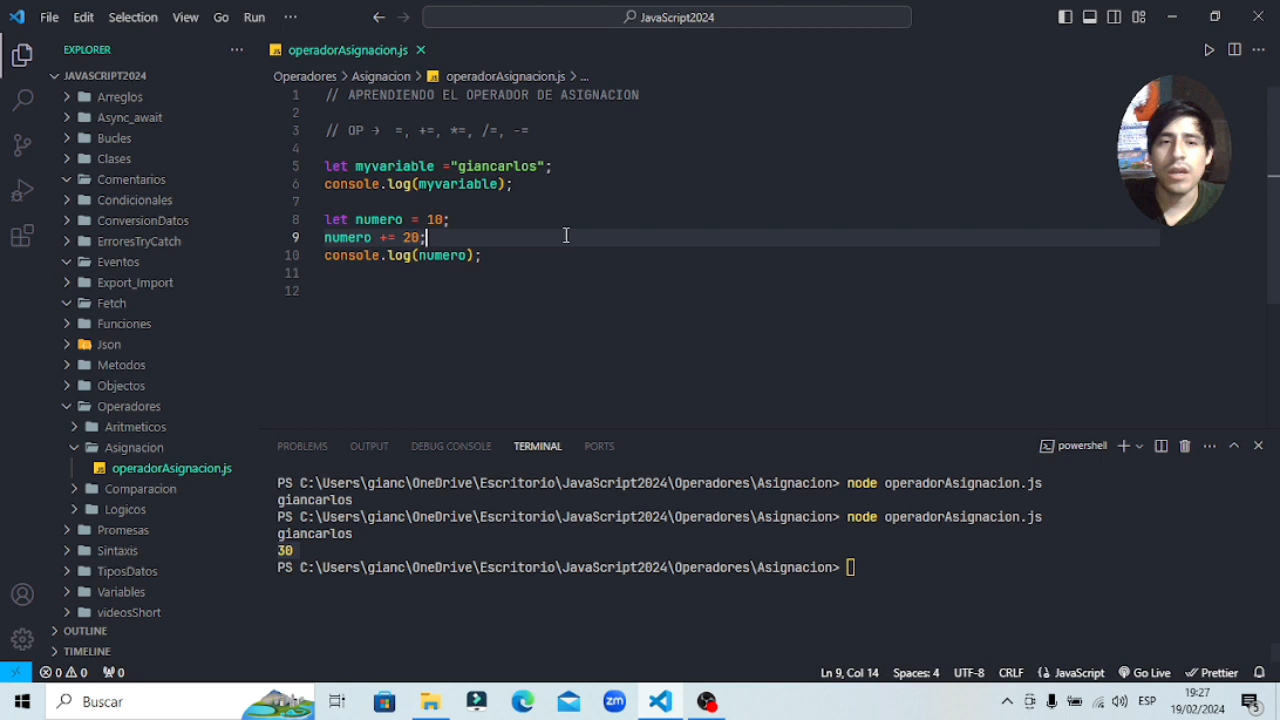 File Edit Selection View Go Run ··· JavaScript2024
EXPLORER ···
JAVASCRIPT2024
Arreglos
Async_await
Bucles
Clases
Comentarios
Condicionales
ConversionDatos
ErroresTryCatch
Eventos
Export_Import
Fetch
Funciones
Json
Metodos
Objectos
Operadores
Aritmeticos
Asignacion
JS operadorAsignacion.js
Comparacion
Logicos
Promesas
Sintaxis
TiposDatos
Variables
videosShort
OUTLINE
TIMELINE
JS operadorAsignacion.js ×
Operadores > Asignacion > JS operadorAsignacion.js > ...
1 // APRENDIENDO EL OPERADOR DE ASIGNACION
2
3 // OP → =, +=, *=, /=, -=
4
5 let myvariable ="giancarlos";
6 console.log(myvariable);
7
8 let numero = 10;
9 numero += 20;
10 console.log(numero);
11
12
PROBLEMS OUTPUT DEBUG CONSOLE TERMINAL PORTS powershell
PS C:\Users\gianc\OneDrive\Escritorio\JavaScript2024\Operadores\Asignacion> node operadorAsignacion.js
giancarlos
PS C:\Users\gianc\OneDrive\Escritorio\JavaScript2024\Operadores\Asignacion> node operadorAsignacion.js
giancarlos
30
PS C:\Users\gianc\OneDrive\Escritorio\JavaScript2024\Operadores\Asignacion>
0 0 0 Ln 9, Col 14 Spaces: 4 UTF-8 CRLF {} JavaScript Go Live Prettier
Buscar zm ESP 19:27
19/02/2024 3